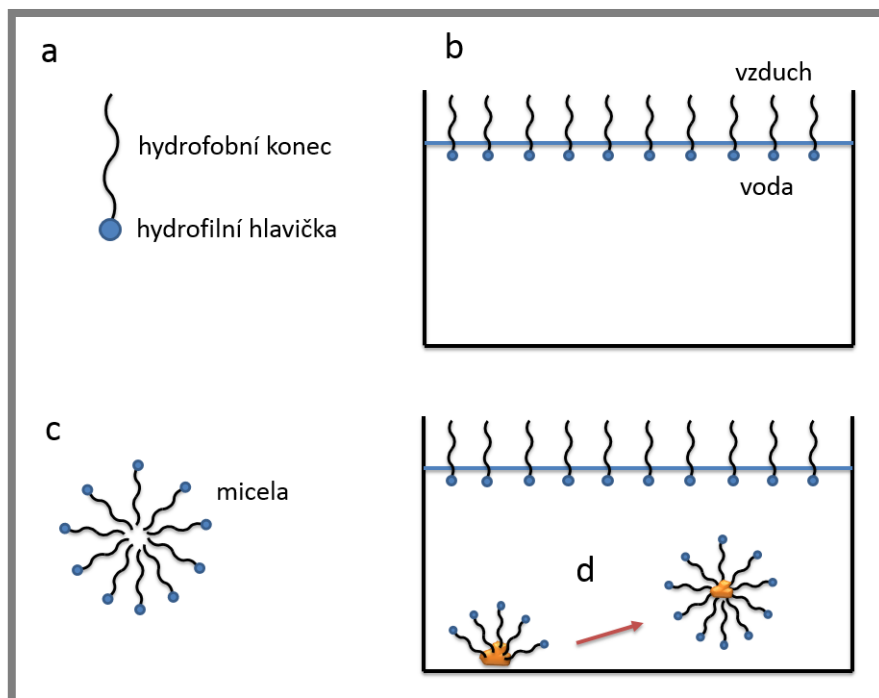 a
hydrofobní konec
hydrofilní hlavička
b
vzduch
voda
c
micela
d